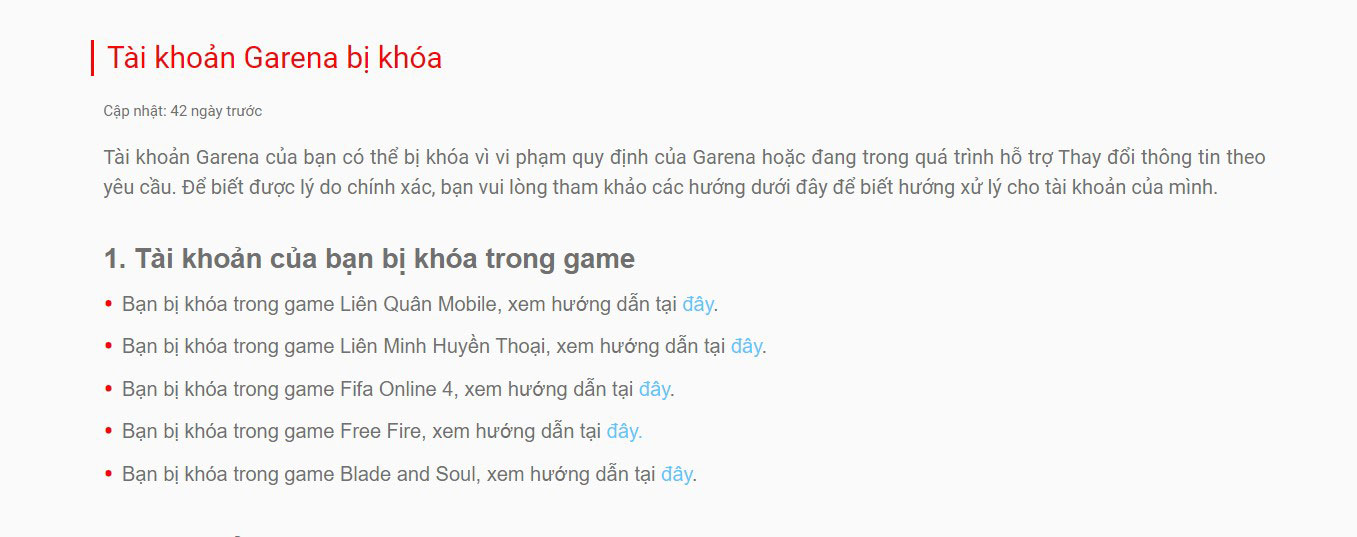 Tài khoản Garena bị khóa
Cập nhật: 42 ngày trước
Tài khoản Garena của bạn có thể bị khóa vì vi phạm quy định của Garena hoặc đang trong quá trình hỗ trợ Thay đổi thông tin theo
yêu cầu. Để biết được lý do chính xác, bạn vui lòng tham khảo các hướng dưới đây để biết hướng xử lý cho tài khoản của mình.
1. Tài khoản của bạn bị khóa trong game
• Bạn bị khóa trong game Liên Quân Mobile, xem hướng dẫn tại đây.
• Bạn bị khóa trong game Liên Minh Huyền Thoại, xem hướng dẫn tại đây.
• Bạn bị khóa trong game Fifa Online 4, xem hướng dẫn tại đây.
• Bạn bị khóa trong game Free Fire, xem hướng dẫn tại đây.
• Bạn bị khóa trong game Blade and Soul, xem hướng dẫn tại đây.